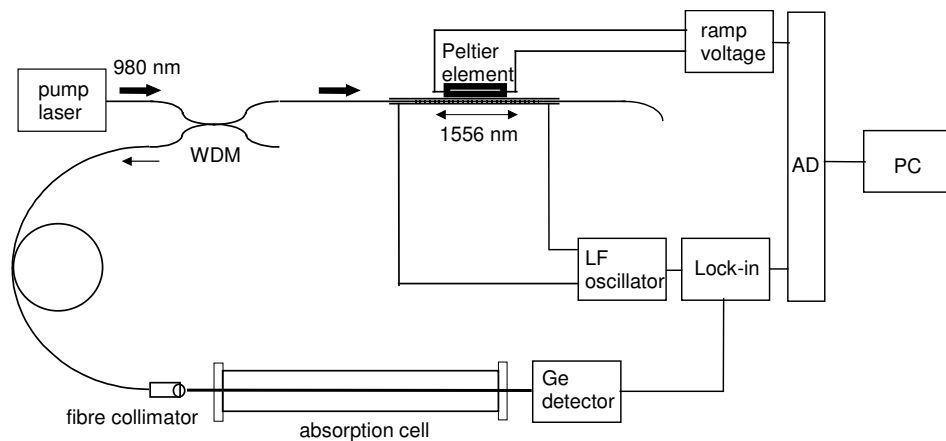 ramp
voltage
Peltier
element
980 nm
pump
laser
1556 nm
WDM
AD
PC
LF
oscillator
Lock-in
Ge
detector
fibre collimator
absorption cell